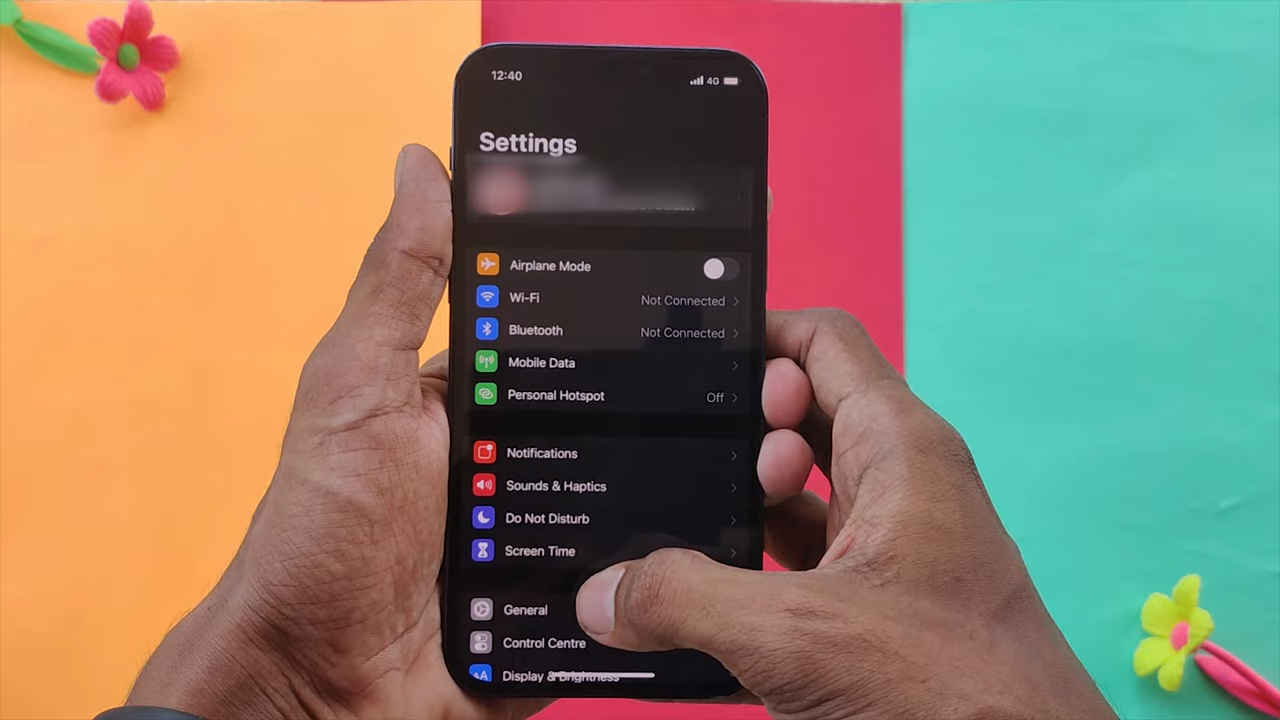 12:40
4G
Settings
Airplane Mode
Wi-Fi Not Connected
Bluetooth Not Connected
Mobile Data
Personal Hotspot Off
Notifications
Sounds & Haptics
Do Not Disturb
Screen Time
General
Control Centre
AA Display & Brightness